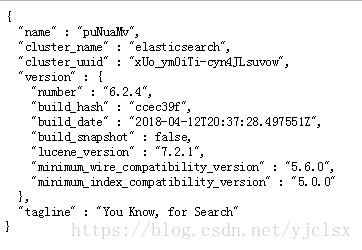 {
"name" : "puNuaMv",
"cluster_name" : "elasticsearch",
"cluster_uuid" : "xUo_ymOiTi-cyn4JLsuvow",
"version" : {
"number" : "6.2.4",
"build_hash" : "ccec39f",
"build_date" : "2018-04-12T20:37:28.497551Z",
"build_snapshot" : false,
"lucene_version" : "7.2.1",
"minimum_wire_compatibility_version" : "5.6.0",
"minimum_index_compatibility_version" : "5.0.0"
},
"tagline" : "You Know, for Search"
}
https://blog.csdn.net/yjclsx